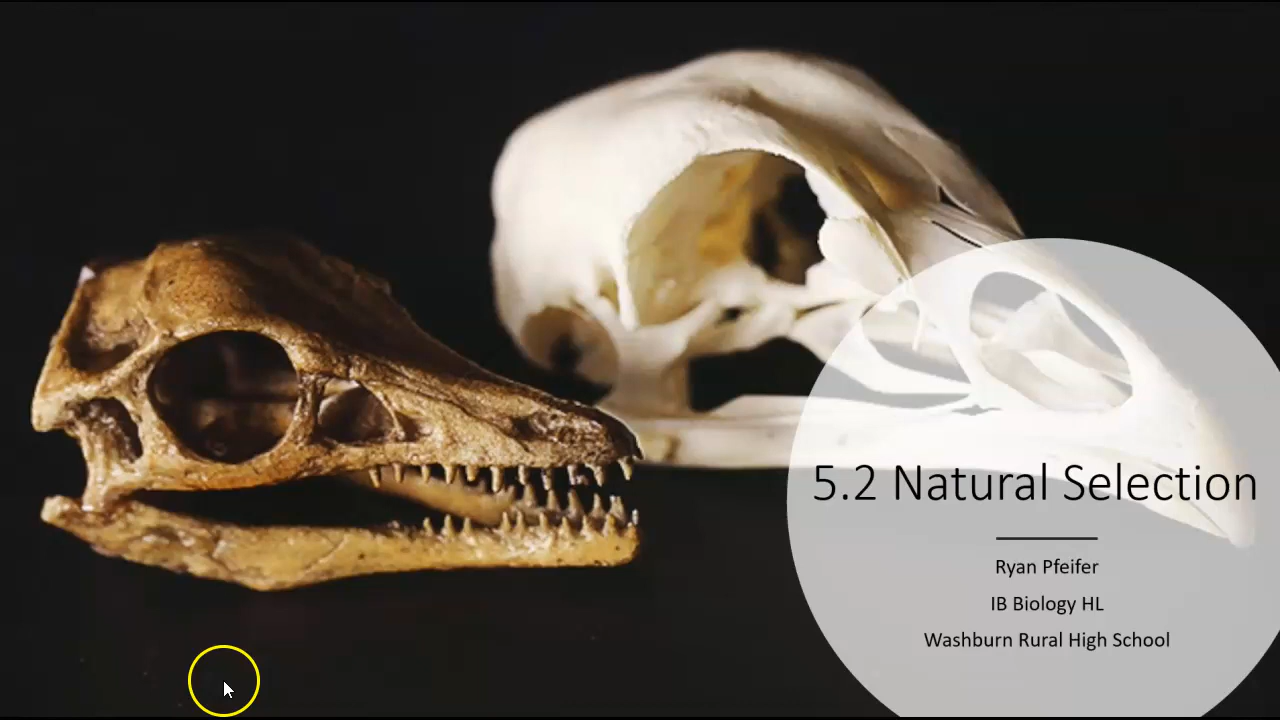 5.2 Natural Selection
Ryan Pfeifer
IB Biology HL
Washburn Rural High School